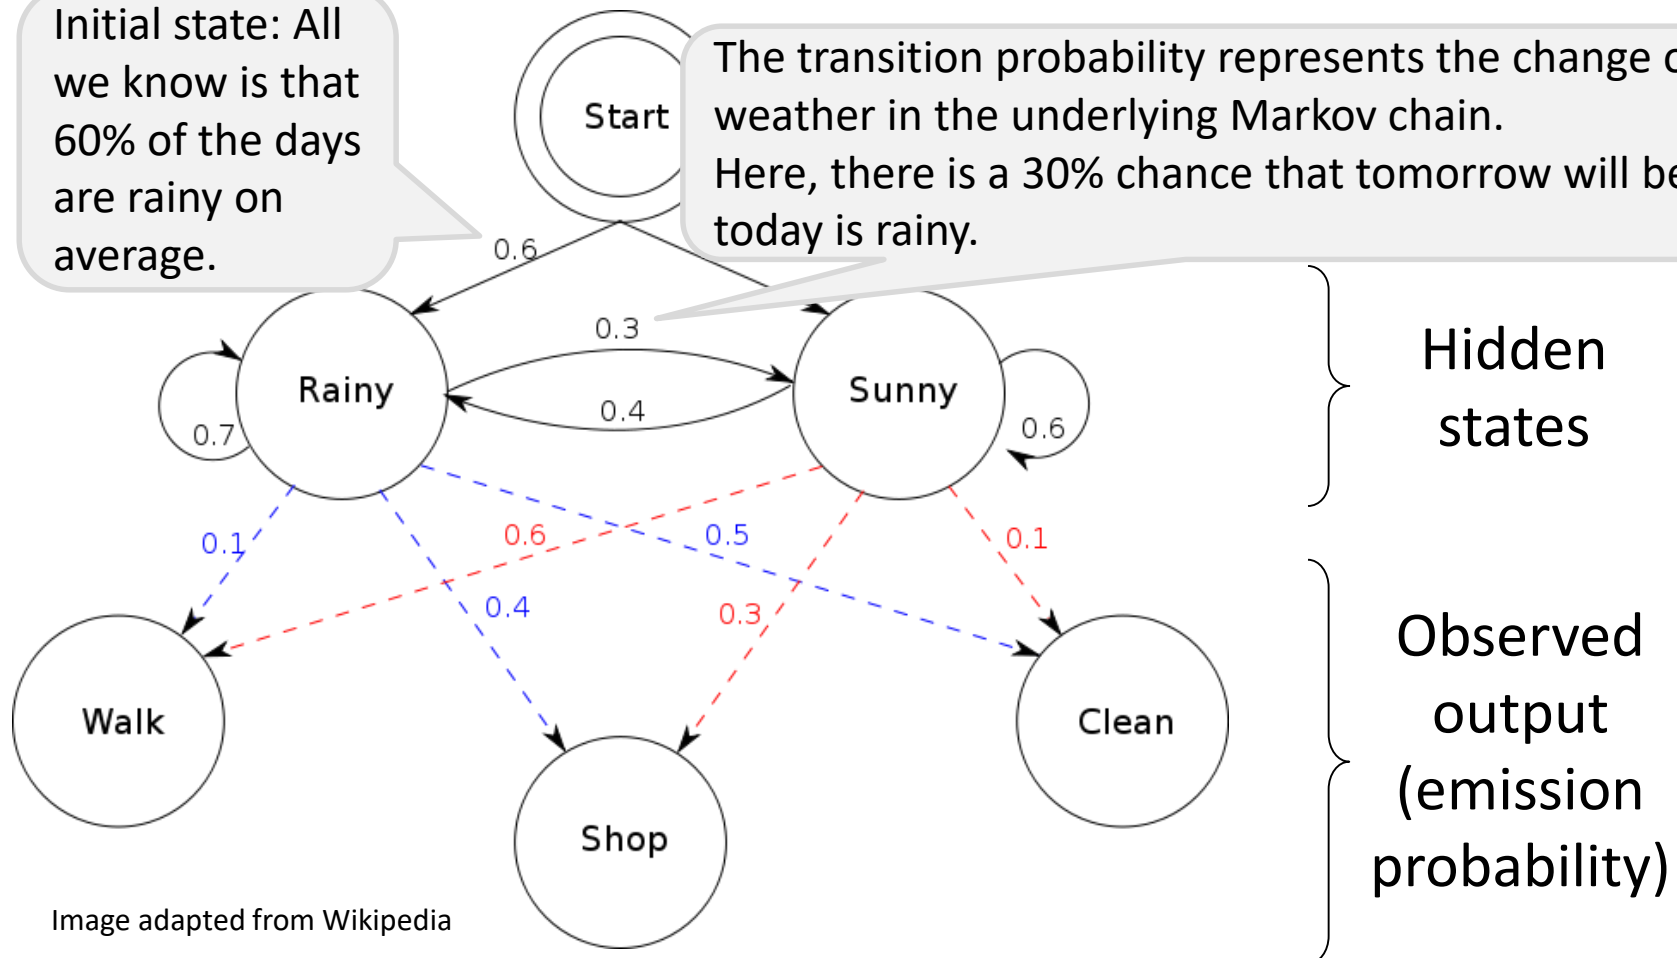 Initial state: All
we know is that
60% of the days
are rainy on
average.
Start
The transition probability represents the change
weather in the underlying Markov chain.
Here, there is a 30% chance that tomorrow will be
today is rainy.
0.6
0.3
Rainy
Sunny
0.4
0.7
0.6
Hidden
states
0.1
0.6
0.5
0.1
0.4
0.3
Walk
Shop
Clean
Observed
output
(emission
probability)
Image adapted from Wikipedia